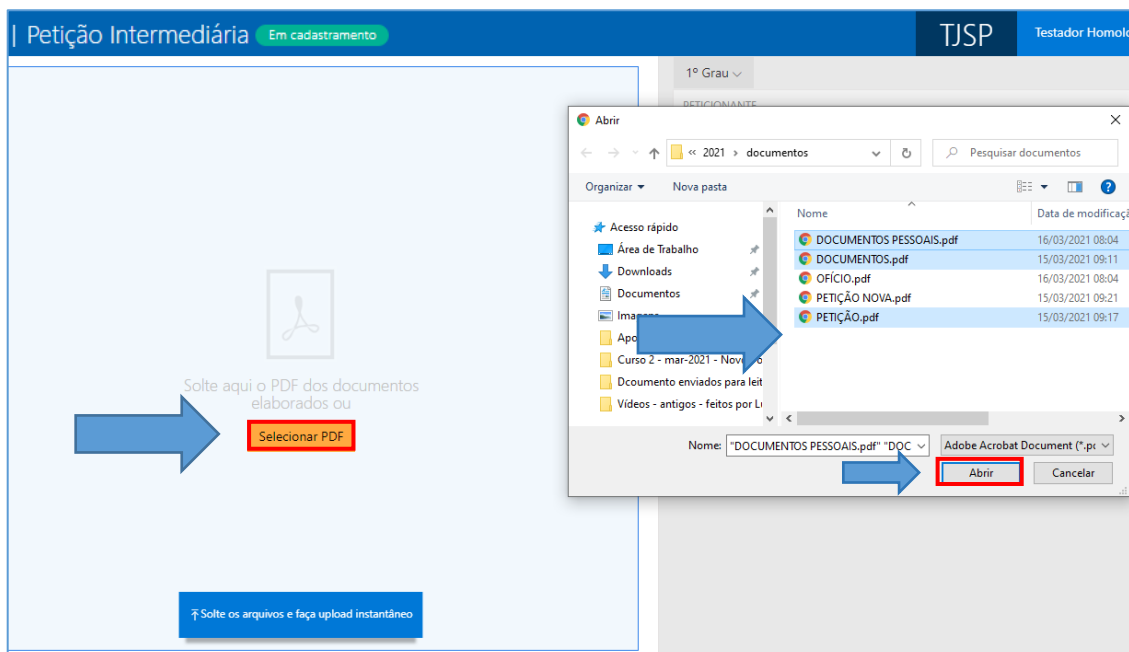 | Petição Intermediária Em cadastramento TJSP Testador Homolo
1º Grau
PETICIONANTE
Abrir
« 2021 › documentos Pesquisar documentos
Organizar Nova pasta
Nome Data de modificaçã
Acesso rápido
Área de Trabalho
Downloads
Documentos
Imagens
Apo
Curso 2 - mar-2021 - Nov
Dcoumento enviados para leit
Vídeos - antigos - feitos por Lu
DOCUMENTOS PESSOAIS.pdf 16/03/2021 08:04
DOCUMENTOS.pdf 15/03/2021 09:11
OFÍCIO.pdf 16/03/2021 08:04
PETIÇÃO NOVA.pdf 15/03/2021 09:21
PETIÇÃO.pdf 15/03/2021 09:17
Nome: "DOCUMENTOS PESSOAIS.pdf" "DOC Adobe Acrobat Document (*.pc
Abrir Cancelar
Solte aqui o PDF dos documentos
elaborados ou
Selecionar PDF
Solte os arquivos e faça upload instantâneo